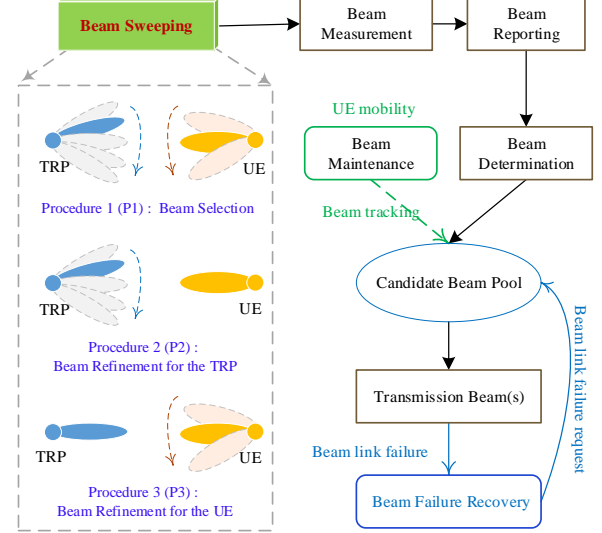 Beam Sweeping
Beam
Measurement
Beam
Reporting
TRP
UE
Procedure 1 (P1) : Beam Selection
TRP
UE
Procedure 2 (P2) :
Beam Refinement for the TRP
TRP
UE
Procedure 3 (P3) :
Beam Refinement for the UE
UE mobility
Beam
Maintenance
Beam
Determination
Beam tracking
Candidate Beam Pool
Transmission Beam(s)
Beam link failure
Beam Failure Recovery
Beam link failure request